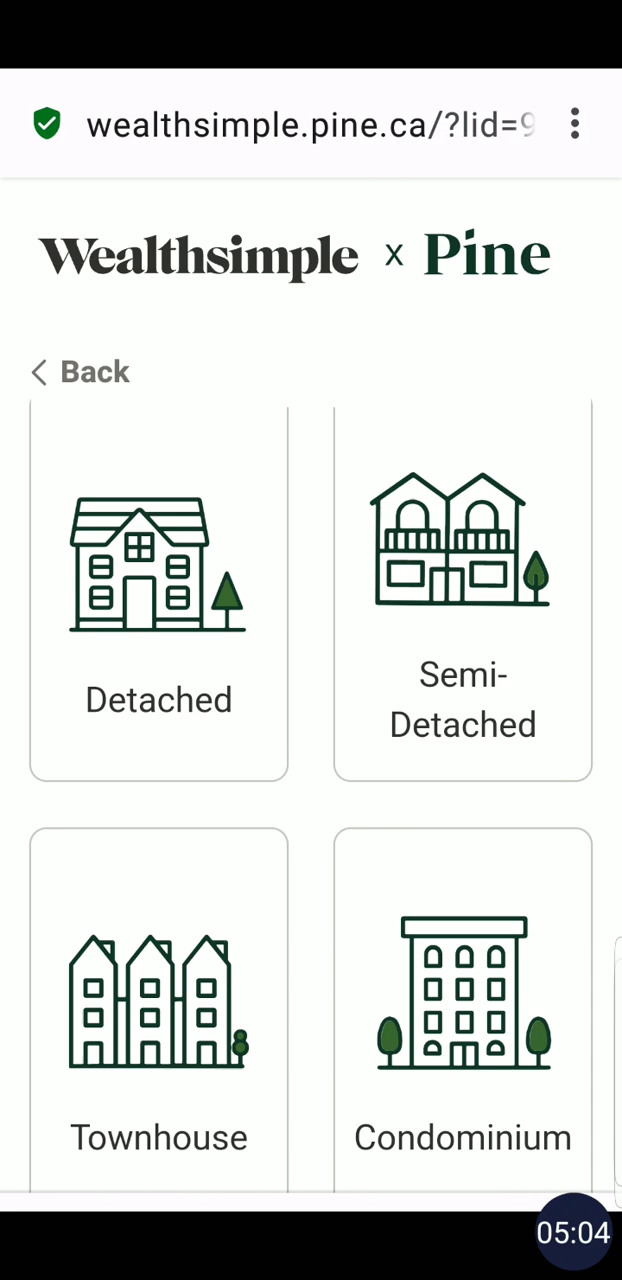 wealthsimple.pine.ca/?lid=9
Wealthsimple x Pine
Back
Detached
Semi-
Detached
Townhouse
Condominium
05:04